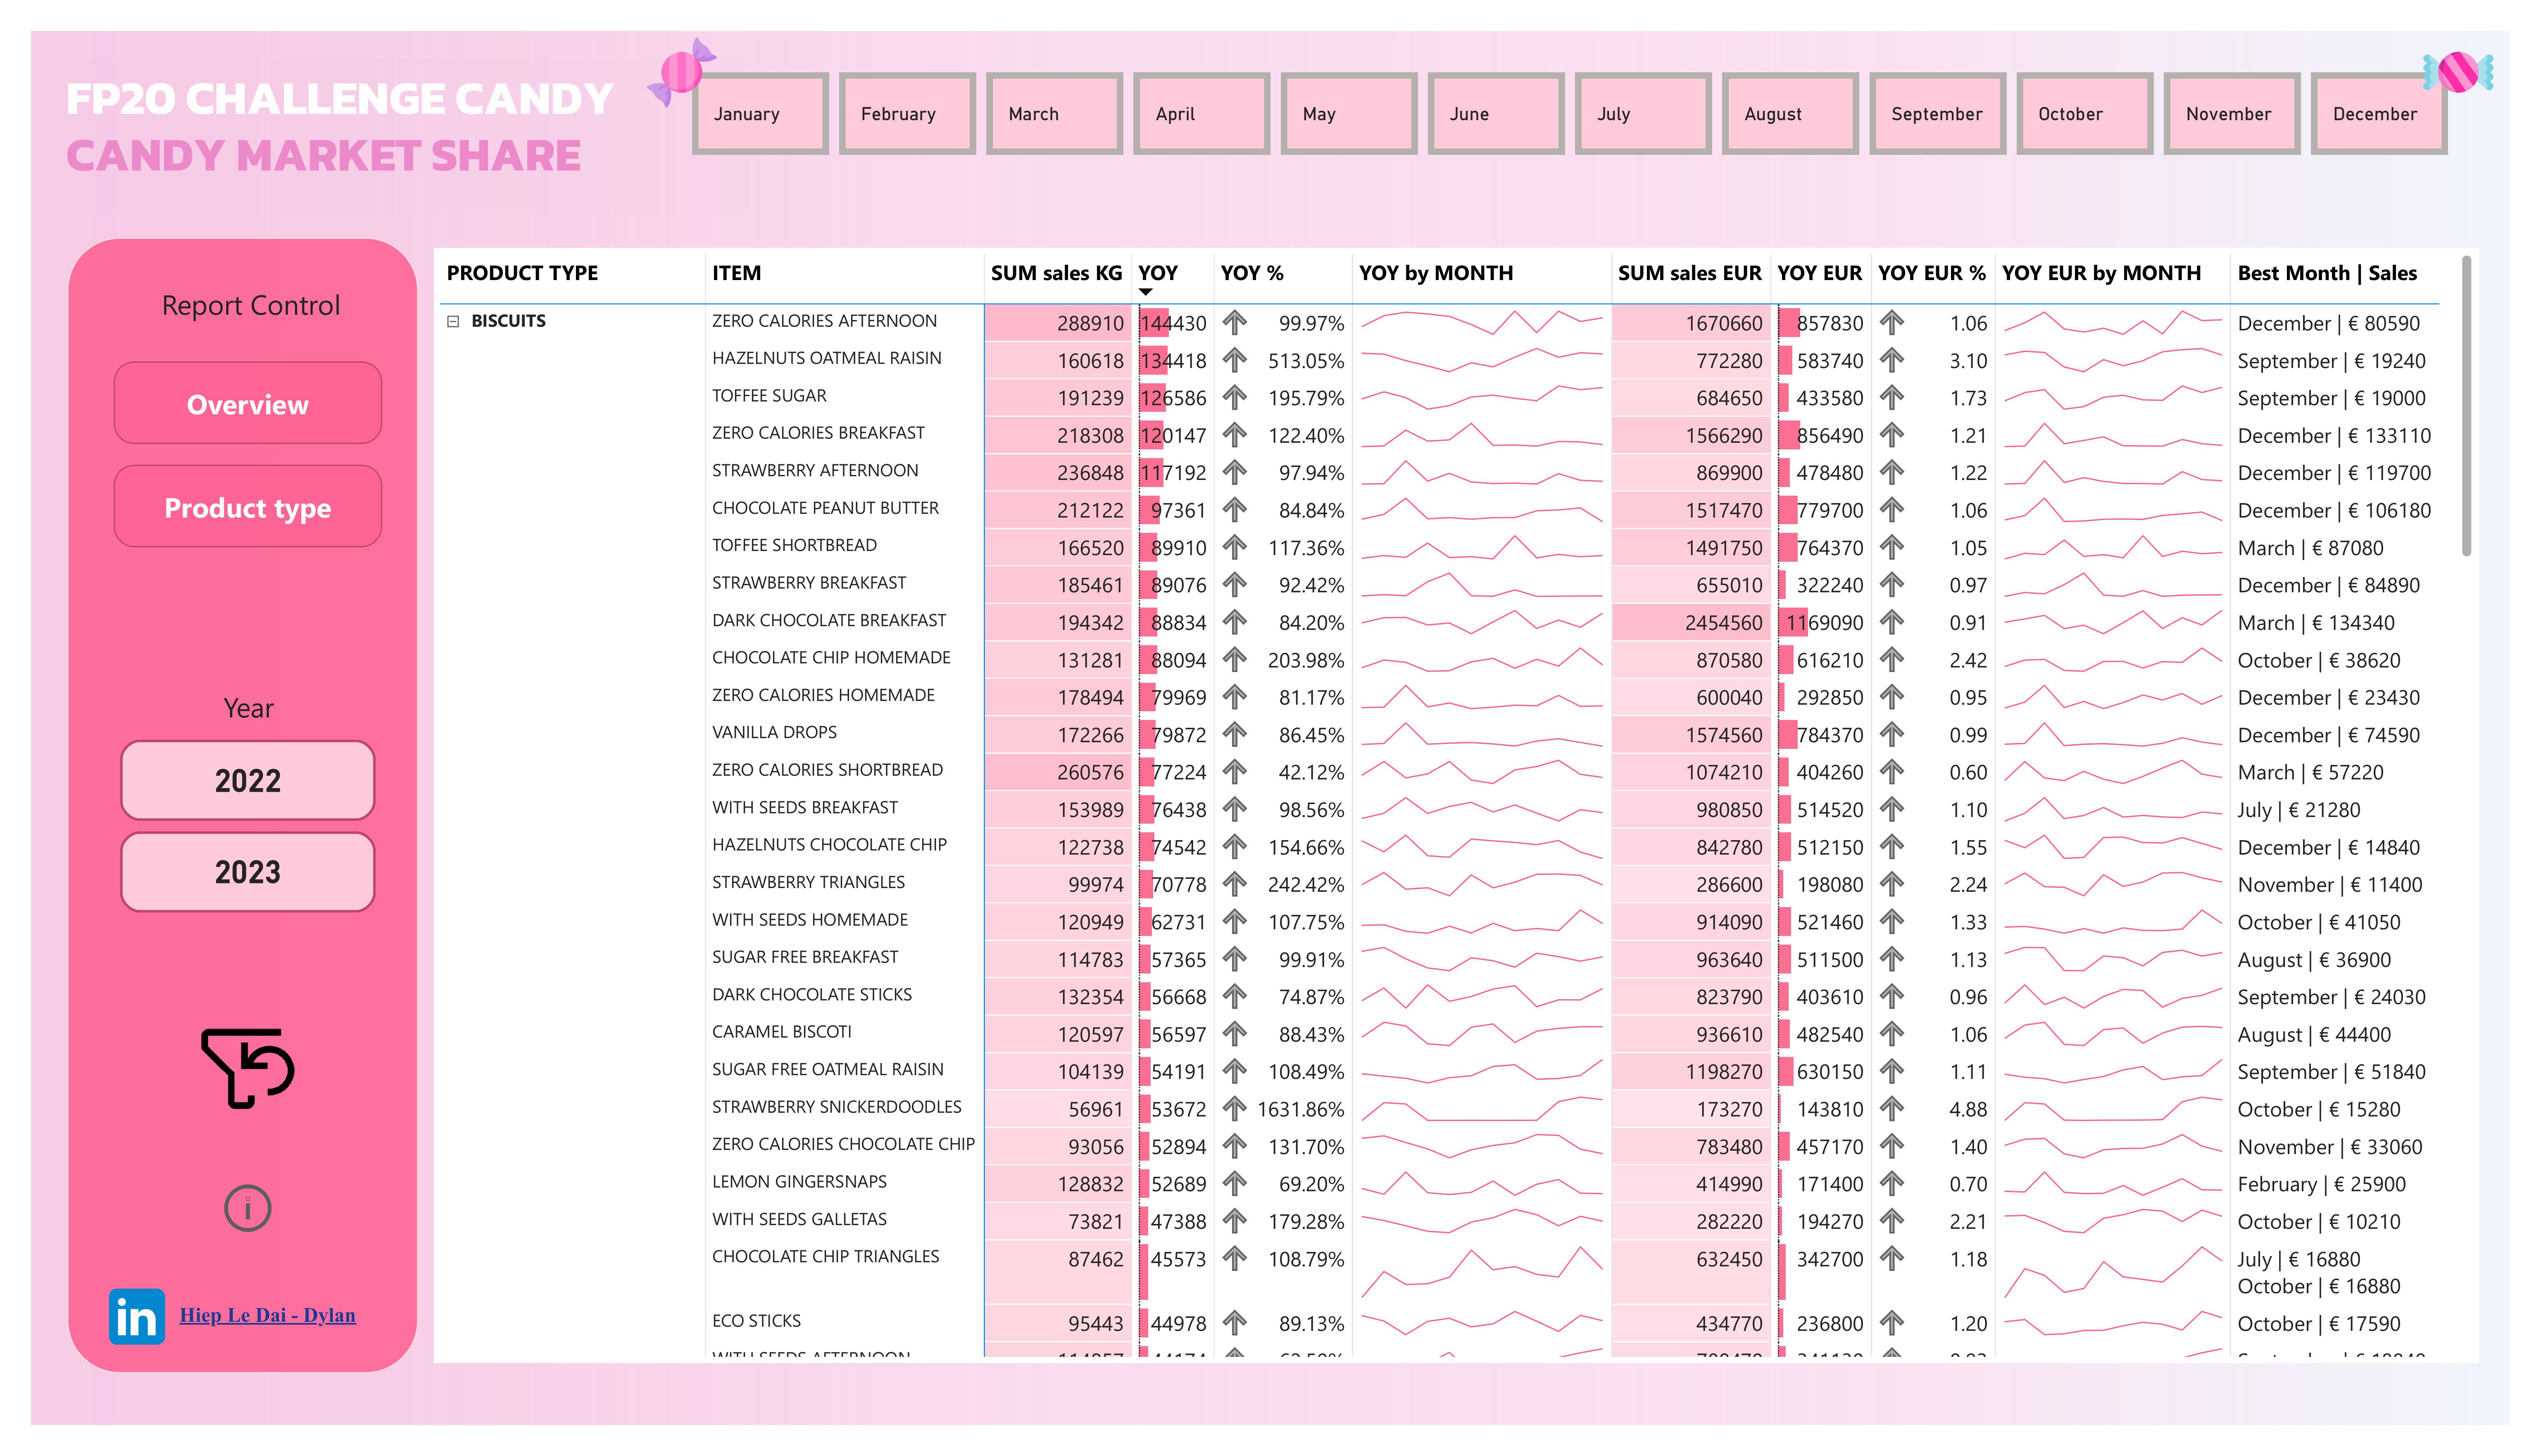 FP20 CHALLENGE CANDY
CANDY MARKET SHARE
January February March April May June July August September October November December
Report Control
Overview
Product type
Year
2022
2023
in Hiep Le Dai - Dylan
PRODUCT TYPE ITEM SUM sales KG YOY YOY % YOY by MONTH SUM sales EUR YOY EUR YOY EUR % YOY EUR by MONTH Best Month | Sales
BISCUITS ZERO CALORIES AFTERNOON 288910 144430 99.97% 1670660 857830 1.06 December | € 80590
HAZELNUTS OATMEAL RAISIN 160618 134418 513.05% 772280 583740 3.10 September | € 19240
TOFFEE SUGAR 191239 126586 195.79% 684650 433580 1.73 September | € 19000
ZERO CALORIES BREAKFAST 218308 120147 122.40% 1566290 856490 1.21 December | € 133110
STRAWBERRY AFTERNOON 236848 117192 97.94% 869900 478480 1.22 December | € 119700
CHOCOLATE PEANUT BUTTER 212122 97361 84.84% 1517470 779700 1.06 December | € 106180
TOFFEE SHORTBREAD 166520 89910 117.36% 1491750 764370 1.05 March | € 87080
STRAWBERRY BREAKFAST 185461 89076 92.42% 655010 322240 0.97 December | € 84890
DARK CHOCOLATE BREAKFAST 194342 88834 84.20% 2454560 1169090 0.91 March | € 134340
CHOCOLATE CHIP HOMEMADE 131281 88094 203.98% 870580 616210 2.42 October | € 38620
ZERO CALORIES HOMEMADE 178494 79969 81.17% 600040 292850 0.95 December | € 23430
VANILLA DROPS 172266 79872 86.45% 1574560 784370 0.99 December | € 74590
ZERO CALORIES SHORTBREAD 260576 77224 42.12% 1074210 404260 0.60 March | € 57220
WITH SEEDS BREAKFAST 153989 76438 98.56% 980850 514520 1.10 July | € 21280
HAZELNUTS CHOCOLATE CHIP 122738 74542 154.66% 842780 512150 1.55 December | € 14840
STRAWBERRY TRIANGLES 99974 70778 242.42% 286600 198080 2.24 November | € 11400
WITH SEEDS HOMEMADE 120949 62731 107.75% 914090 521460 1.33 October | € 41050
SUGAR FREE BREAKFAST 114783 57365 99.91% 963640 511500 1.13 August | € 36900
DARK CHOCOLATE STICKS 132354 56668 74.87% 823790 403610 0.96 September | € 24030
CARAMEL BISCOTI 120597 56597 88.43% 936610 482540 1.06 August | € 44400
SUGAR FREE OATMEAL RAISIN 104139 54191 108.49% 1198270 630150 1.11 September | € 51840
STRAWBERRY SNICKERDOODLES 56961 53672 1631.86% 173270 143810 4.88 October | € 15280
ZERO CALORIES CHOCOLATE CHIP 93056 52894 131.70% 783480 457170 1.40 November | € 33060
LEMON GINGERSNAPS 128832 52689 69.20% 414990 171400 0.70 February | € 25900
WITH SEEDS GALLETAS 73821 47388 179.28% 282220 194270 2.21 October | € 10210
CHOCOLATE CHIP TRIANGLES 87462 45573 108.79% 632450 342700 1.18 July | € 16880
October | € 16880
ECO STICKS 95443 44978 89.13% 434770 236800 1.20 October | € 17590
WITH SEEDS AFTERNOON